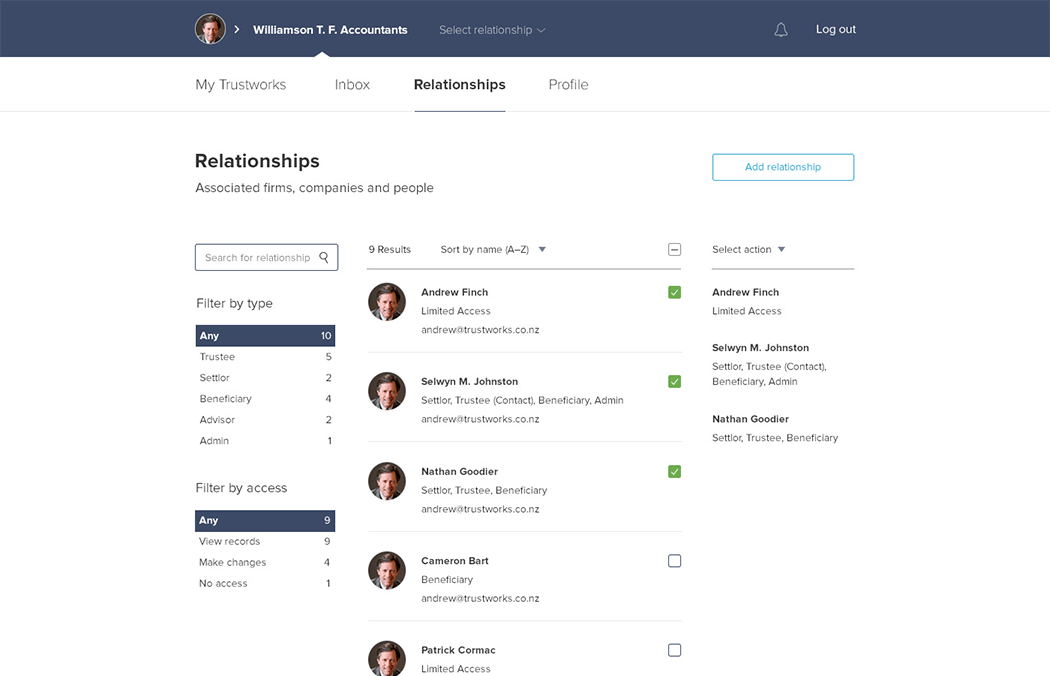 Williamson T. F. Accountants
Select relationship
Log out
My Trustworks
Inbox
Relationships
Profile
Relationships
Associated firms, companies and people
Add relationship
Search for relationship
Filter by type
Any 10
Trustee 5
Settlor 2
Beneficiary 4
Advisor 2
Admin 1
Filter by access
Any 9
View records 9
Make changes 4
No access 1
9 Results
Sort by name (A–Z)
Andrew Finch
Limited Access
andrew@trustworks.co.nz
Selwyn M. Johnston
Settlor, Trustee (Contact), Beneficiary, Admin
andrew@trustworks.co.nz
Nathan Goodier
Settlor, Trustee, Beneficiary
andrew@trustworks.co.nz
Cameron Bart
Beneficiary
andrew@trustworks.co.nz
Patrick Cormac
Limited Access
Select action
Andrew Finch
Limited Access
Selwyn M. Johnston
Settlor, Trustee (Contact),
Beneficiary, Admin
Nathan Goodier
Settlor, Trustee, Beneficiary